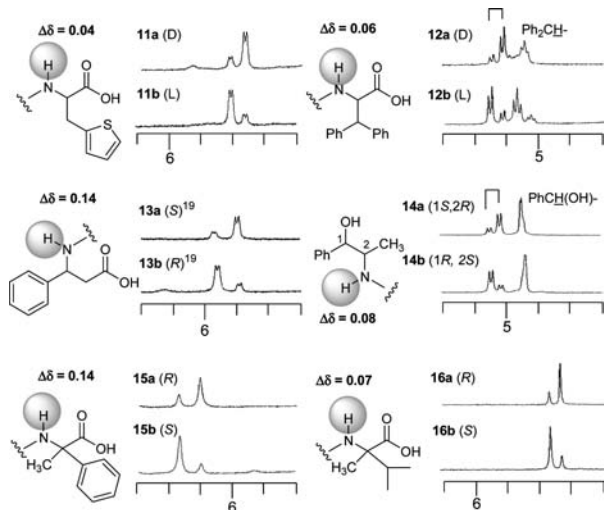 Δδ = 0.04
H
N
O
OH
S
11a (D)
11b (L)
6
Δδ = 0.06
H
N
O
OH
Ph
Ph
12a (D)
Ph2CH-
12b (L)
5
Δδ = 0.14
H
N
O
OH
13a (S)19
13b (R)19
6
OH
1
Ph
2
CH3
N
H
Δδ = 0.08
14a (1S,2R)
PhCH(OH)-
14b (1R, 2S)
5
Δδ = 0.14
H
N
O
OH
H3C
15a (R)
15b (S)
6
Δδ = 0.07
H
N
O
OH
H3C
16a (R)
16b (S)
6